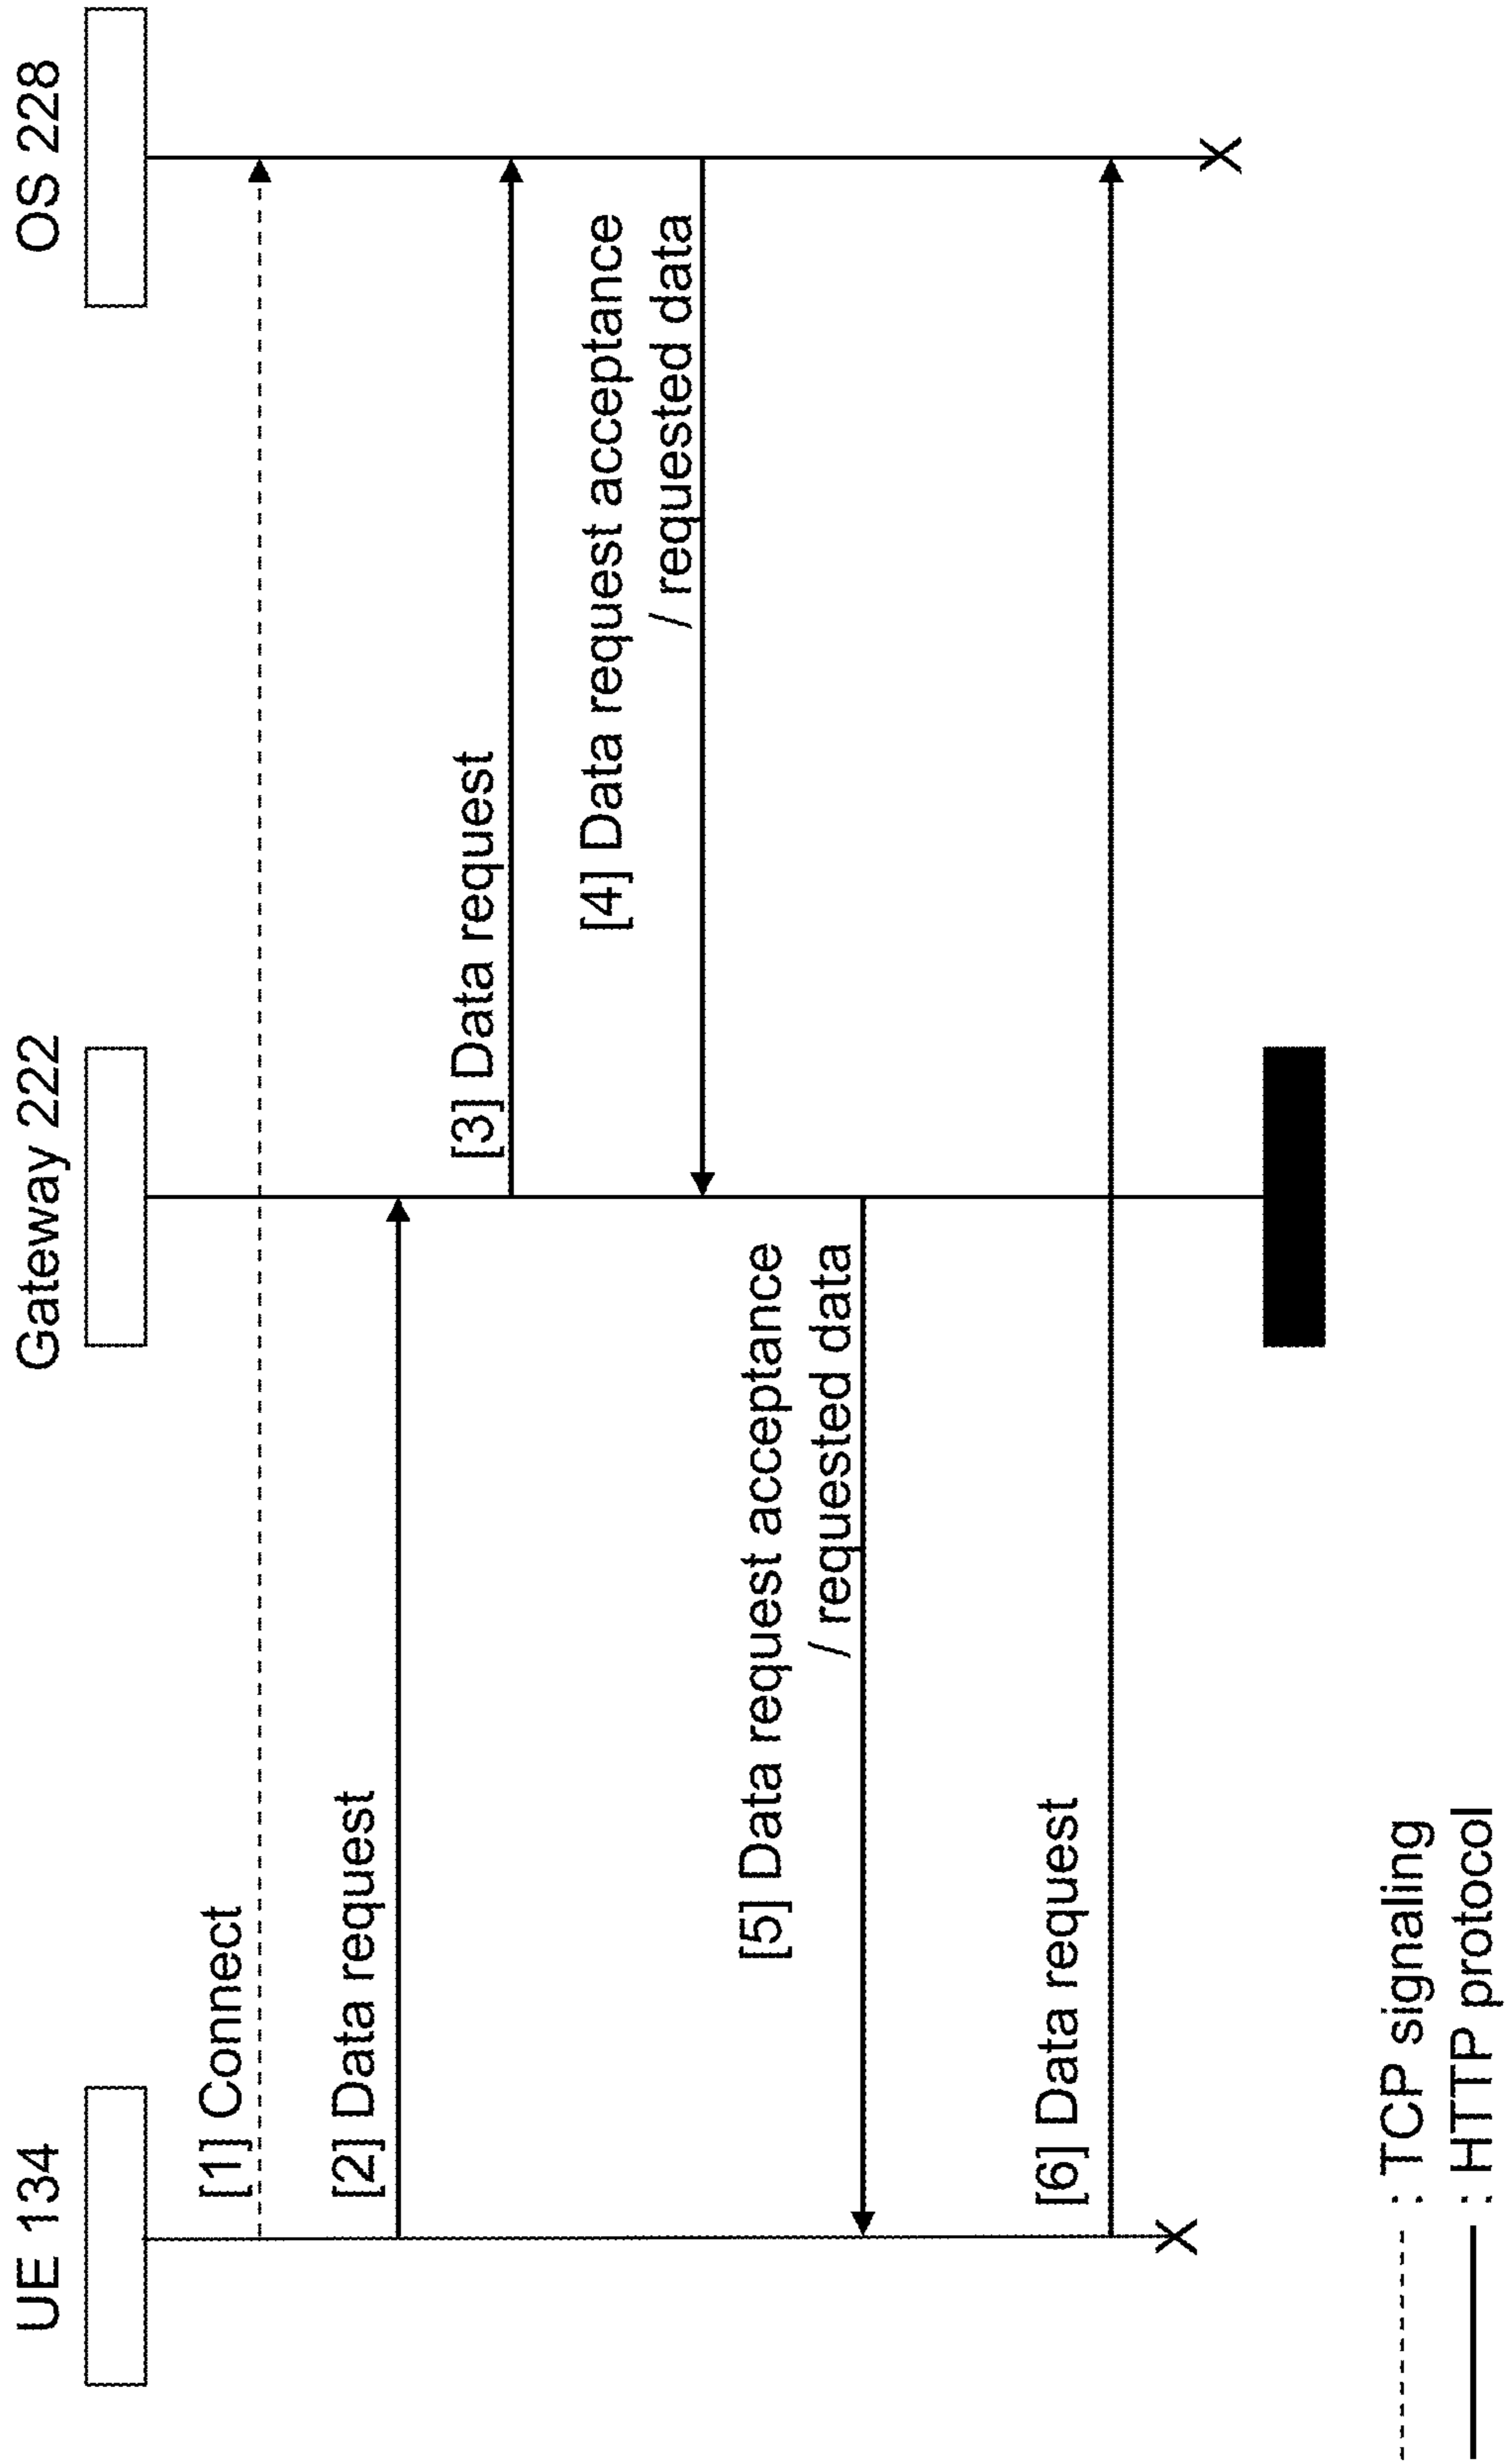 UE 134
Gateway 222
OS 228
[1] Connect
[2] Data request
[3] Data request
[4] Data request acceptance
/ requested data
[5] Data request acceptance
/ requested data
[6] Data request
X
X
: TCP signaling
: HTTP protocol